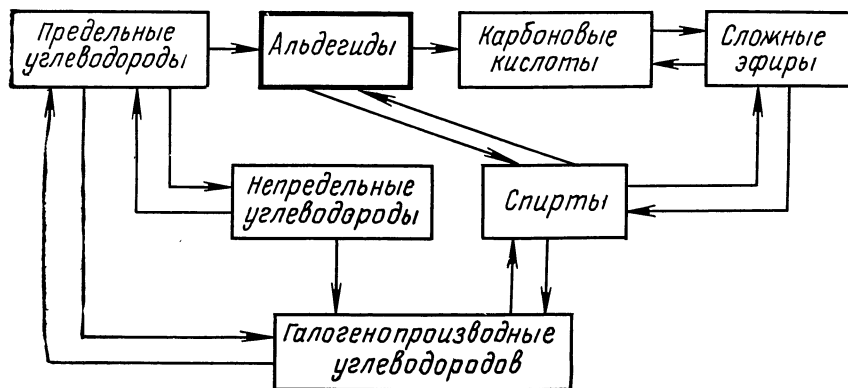 Предельные
углеводороды
Альдегиды
Карбоновые
кислоты
Сложные
эфиры
Непредельные
углеводороды
Спирты
Галогенопроизводные
углеводородов